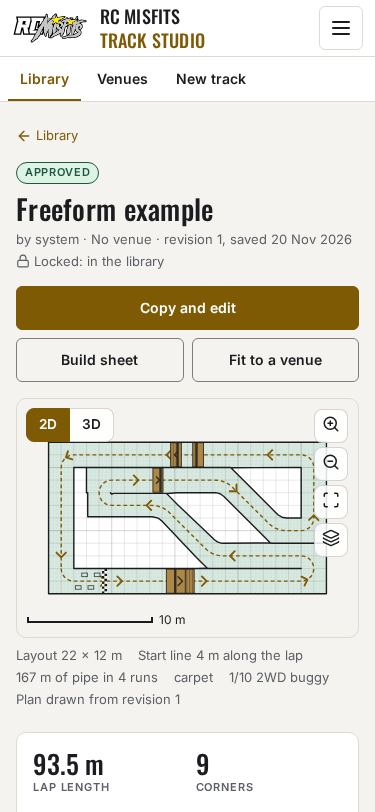 RC MISFITS
RC MISFITS
TRACK STUDIO
Library
Venues
New track
Library
APPROVED
Freeform example
by system · No venue · revision 1, saved 20 Nov 2026
Locked: in the library
Copy and edit
Build sheet
Fit to a venue
2D
3D
10 m
Layout 22 × 12 m
Start line 4 m along the lap
167 m of pipe in 4 runs
carpet
1/10 2WD buggy
Plan drawn from revision 1
93.5 m
LAP LENGTH
9
CORNERS